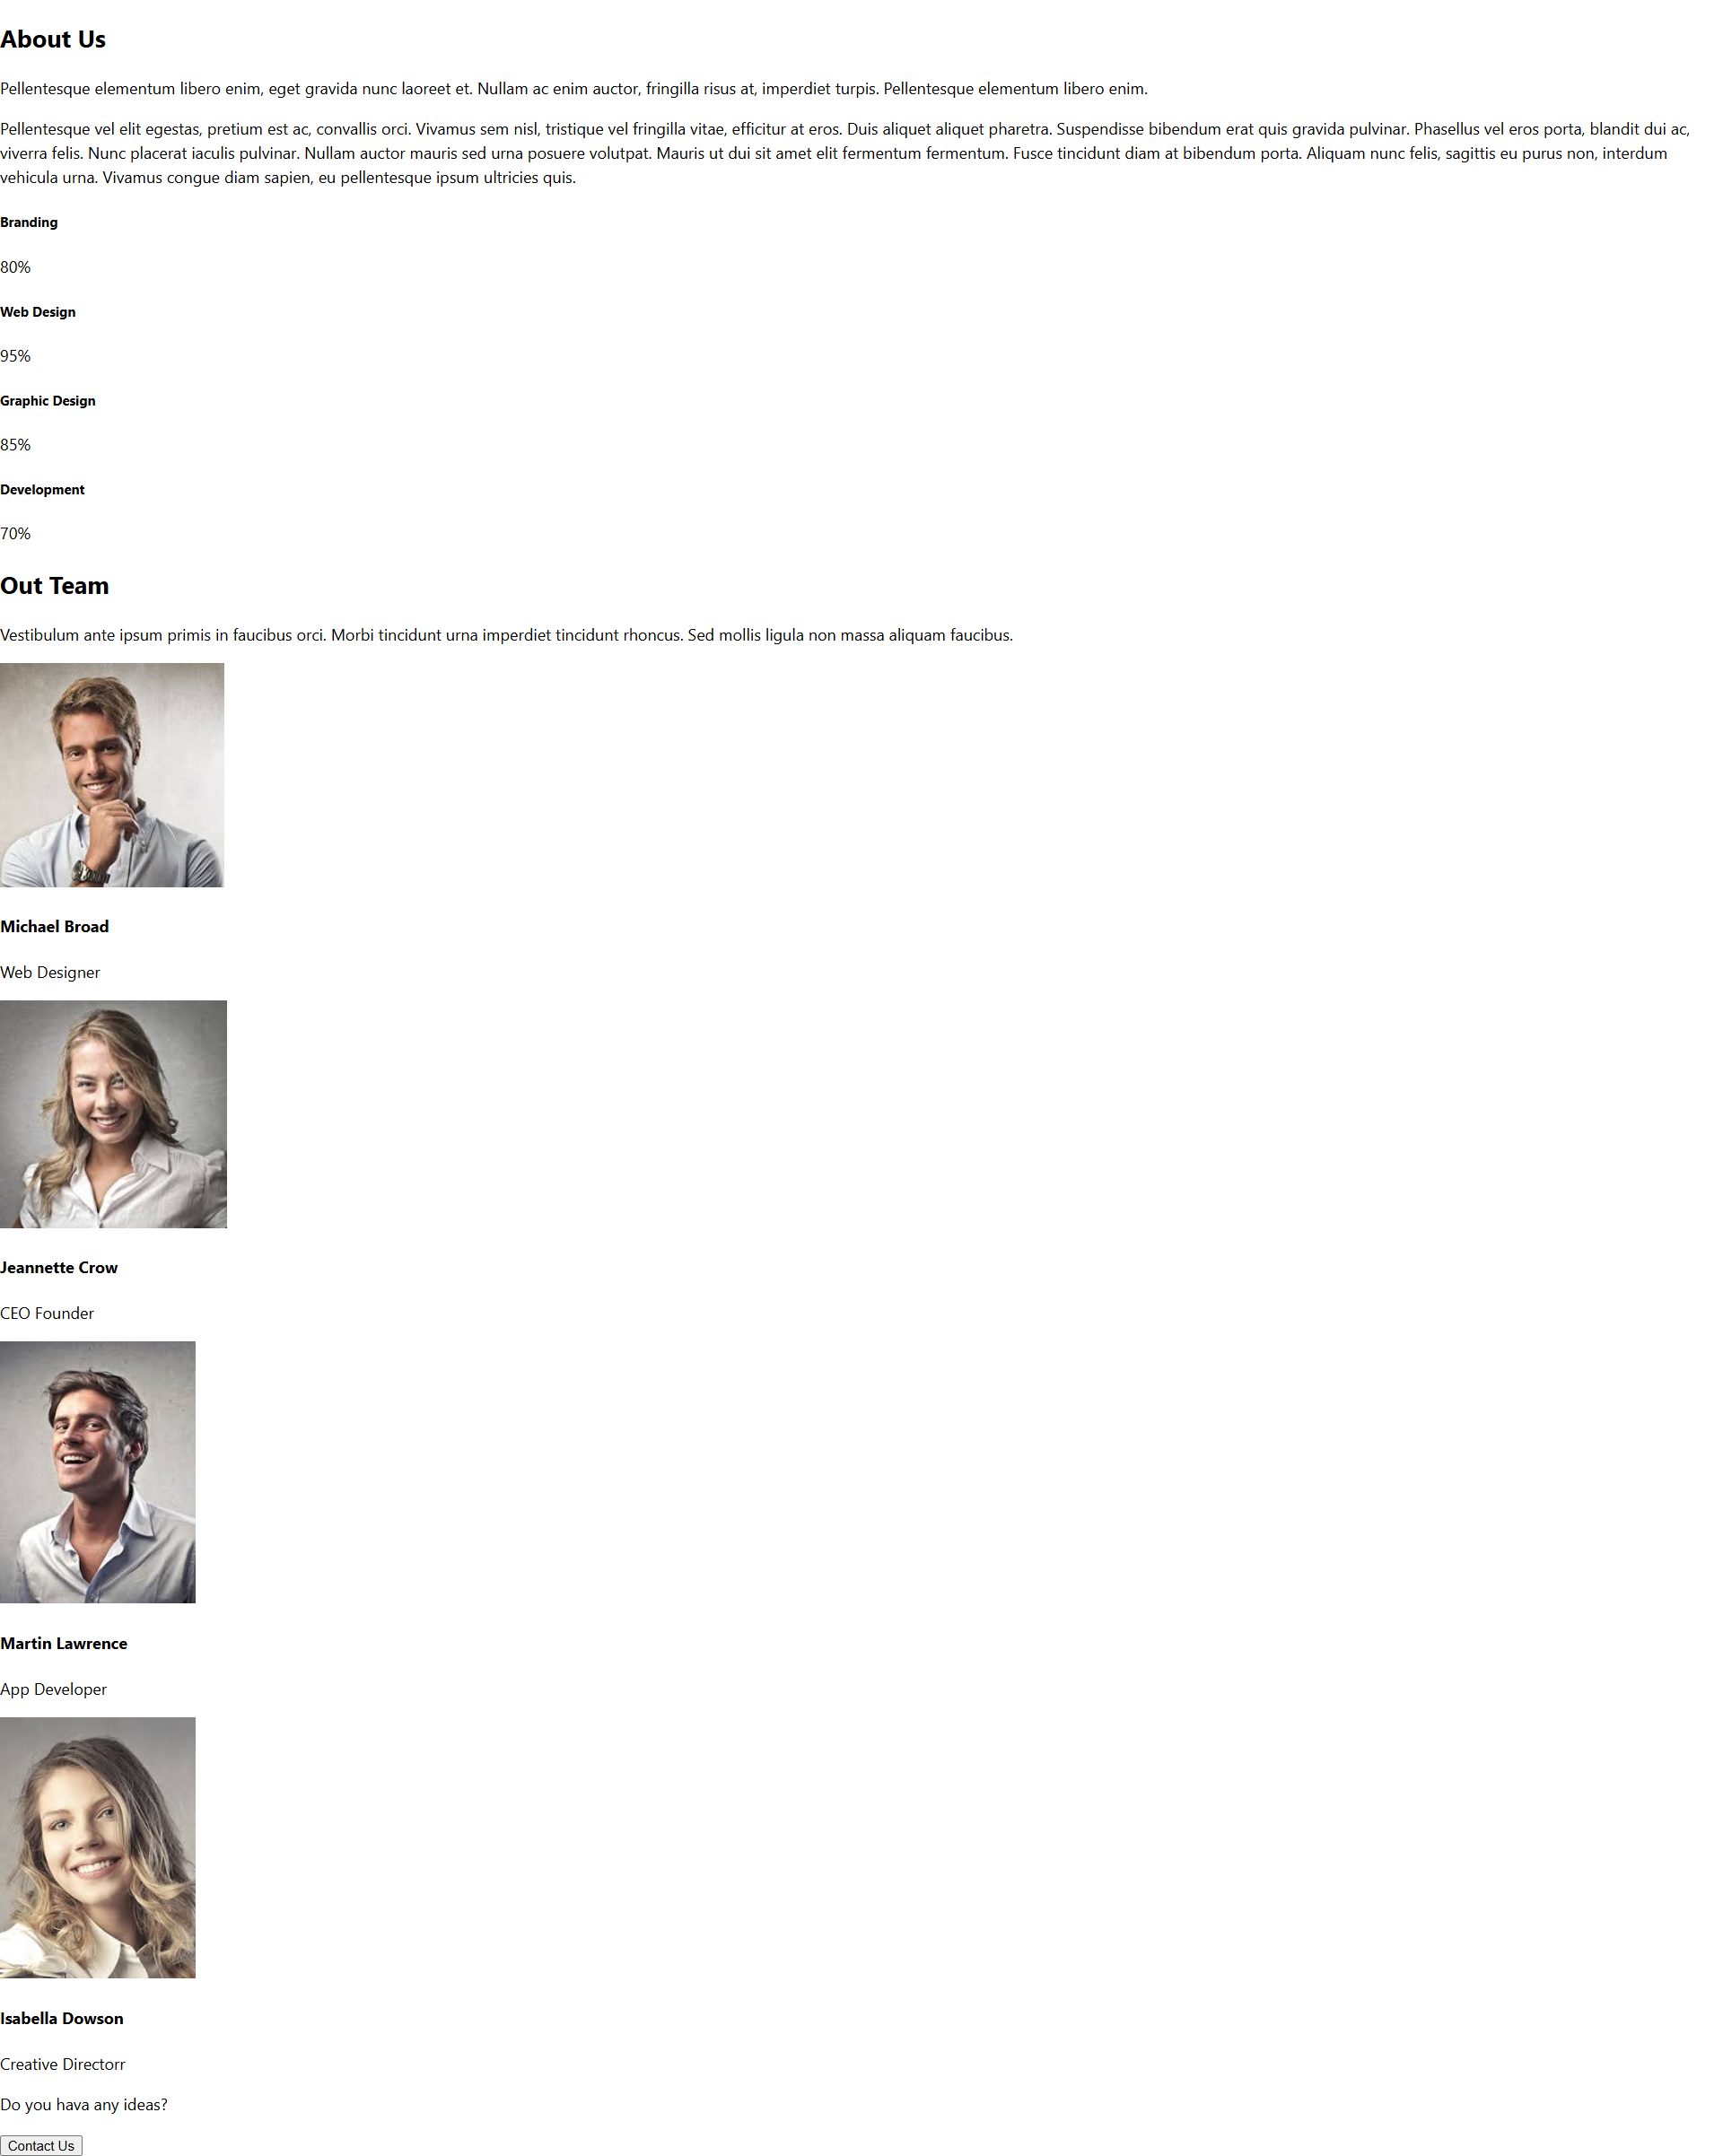 About Us
Pellentesque elementum libero enim, eget gravida nunc laoreet et. Nullam ac enim auctor, fringilla risus at, imperdiet turpis. Pellentesque elementum libero enim.
Pellentesque vel elit egestas, pretium est ac, convallis orci. Vivamus sem nisl, tristique vel fringilla vitae, efficitur at eros. Duis aliquet aliquet pharetra. Suspendisse bibendum erat quis gravida pulvinar. Phasellus vel eros porta, blandit dui ac,
viverra felis. Nunc placerat iaculis pulvinar. Nullam auctor mauris sed urna posuere volutpat. Mauris ut dui sit amet elit fermentum fermentum. Fusce tincidunt diam at bibendum porta. Aliquam nunc felis, sagittis eu purus non, interdum
vehicula urna. Vivamus congue diam sapien, eu pellentesque ipsum ultricies quis.
Branding
80%
Web Design
95%
Graphic Design
85%
Development
70%
Out Team
Vestibulum ante ipsum primis in faucibus orci. Morbi tincidunt urna imperdiet tincidunt rhoncus. Sed mollis ligula non massa aliquam faucibus.
Michael Broad
Web Designer
Jeannette Crow
CEO Founder
Martin Lawrence
App Developer
Isabella Dowson
Creative Directorr
Do you hava any ideas?
Contact Us